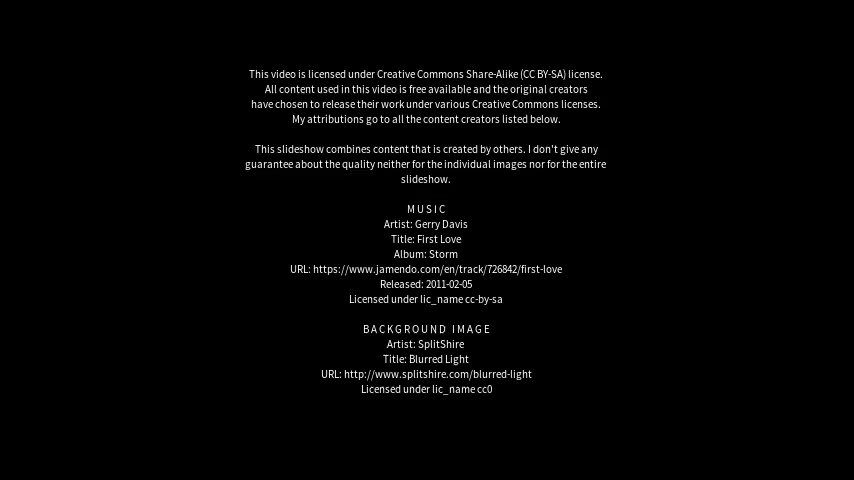 This video is licensed under Creative Commons Share-Alike (CC BY-SA) license.
All content used in this video is free available and the original creators
have chosen to release their work under various Creative Commons licenses.
My attributions go to all the content creators listed below.
This slideshow combines content that is created by others. I don't give any
guarantee about the quality neither for the individual images nor for the entire
slideshow.
MUSIC
Artist: Gerry Davis
Title: First Love
Album: Storm
URL: https://www.jamendo.com/en/track/726842/first-love
Released: 2011-02-05
Licensed under lic_name cc-by-sa
BACKGROUND IMAGE
Artist: SplitShire
Title: Blurred Light
URL: http://www.splitshire.com/blurred-light
Licensed under lic_name cc0